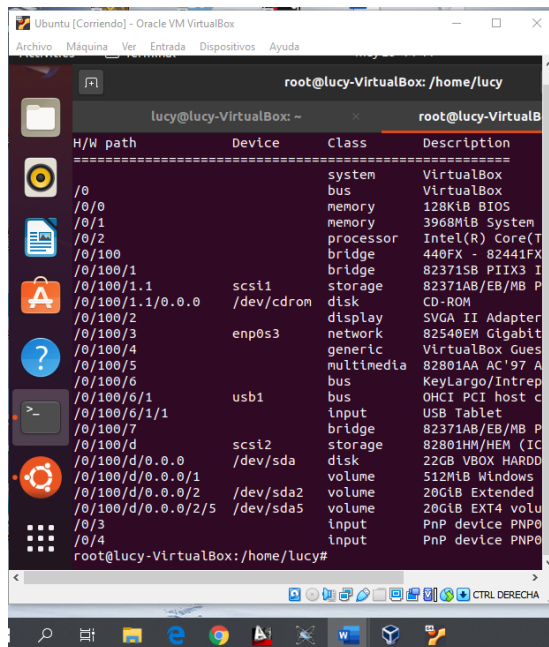 Ubuntu [Corriendo] - Oracle VM VirtualBox
Archivo Máquina Ver Entrada Dispositivos Ayuda
root@lucy-VirtualBox: /home/lucy
lucy@lucy-VirtualBox: ~ × root@lucy-VirtualB
H/W path Device Class Description
=======================================================
system VirtualBox
/0 bus VirtualBox
/0/0 memory 128KiB BIOS
/0/1 memory 3968MiB System
/0/2 processor Intel(R) Core(T
/0/100 bridge 440FX - 82441FX
/0/100/1 bridge 82371SB PIIX3 I
/0/100/1.1 scsi1 storage 82371AB/EB/MB P
/0/100/1.1/0.0.0 /dev/cdrom disk CD-ROM
/0/100/2 display SVGA II Adapter
/0/100/3 enp0s3 network 82540EM Gigabit
/0/100/4 generic VirtualBox Gues
/0/100/5 multimedia 82801AA AC'97 A
/0/100/6 bus KeyLargo/Intrep
/0/100/6/1 usb1 bus OHCI PCI host c
/0/100/6/1/1 input USB Tablet
/0/100/7 bridge 82371AB/EB/MB P
/0/100/d scsi2 storage 82801HM/HEM (IC
/0/100/d/0.0.0 /dev/sda disk 22GB VBOX HARDD
/0/100/d/0.0.0/1 volume 512MiB Windows
/0/100/d/0.0.0/2 /dev/sda2 volume 20GiB Extended
/0/100/d/0.0.0/2/5 /dev/sda5 volume 20GiB EXT4 volu
/0/3 input PnP device PNP0
/0/4 input PnP device PNP0
root@lucy-VirtualBox:/home/lucy#
CTRL DERECHA